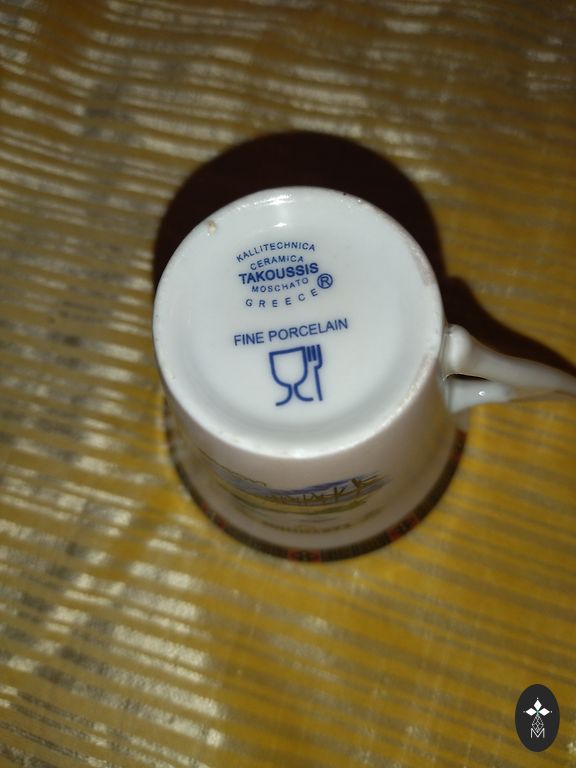 KALLITECHNICA
CERAMICA
TAKOUSSIS ®
MOSCHATO
GREECE
FINE PORCELAIN